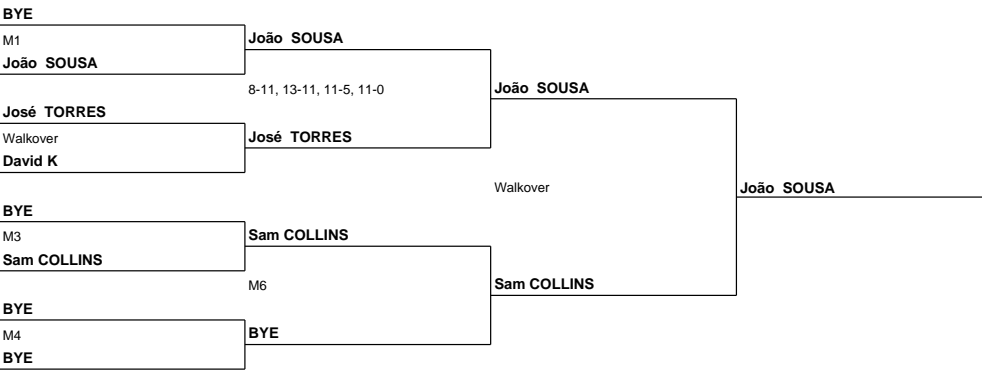 BYE
M1
João SOUSA
José TORRES
Walkover
David K
BYE
M3
Sam COLLINS
BYE
M4
BYE
João SOUSA
8-11, 13-11, 11-5, 11-0
José TORRES
Sam COLLINS
M6
BYE
João SOUSA
Walkover
Sam COLLINS
João SOUSA